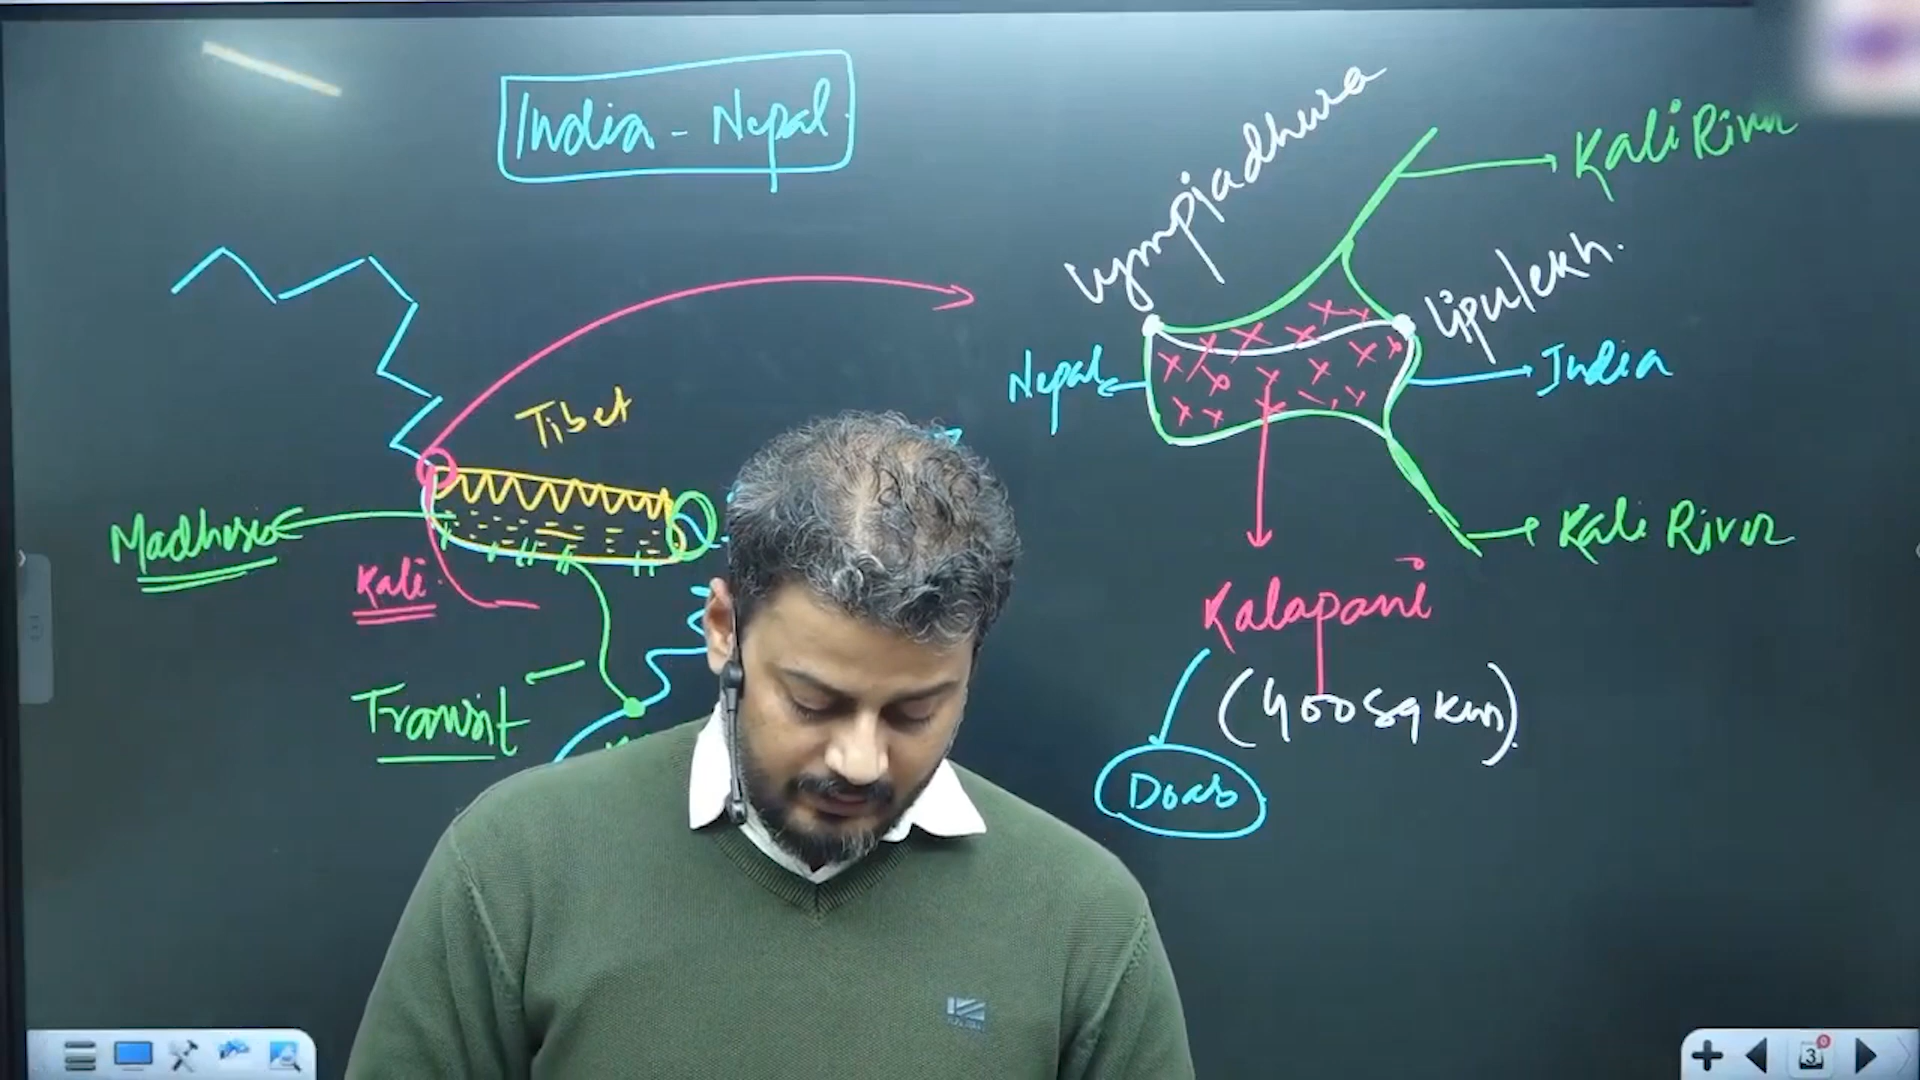 India - Nepal
Lympiadhura
Kali River
Lipulekh.
Nepal
India
Tibet
Madhesi
Kali
Kali River
Kalapani
(400 sq km)
Transit
Doab
3